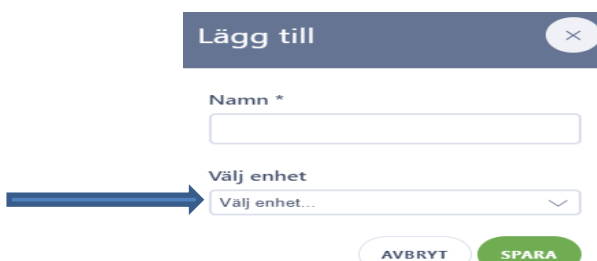 Lägg till
Namn *
Välj enhet
Välj enhet...
AVBRYT SPARA